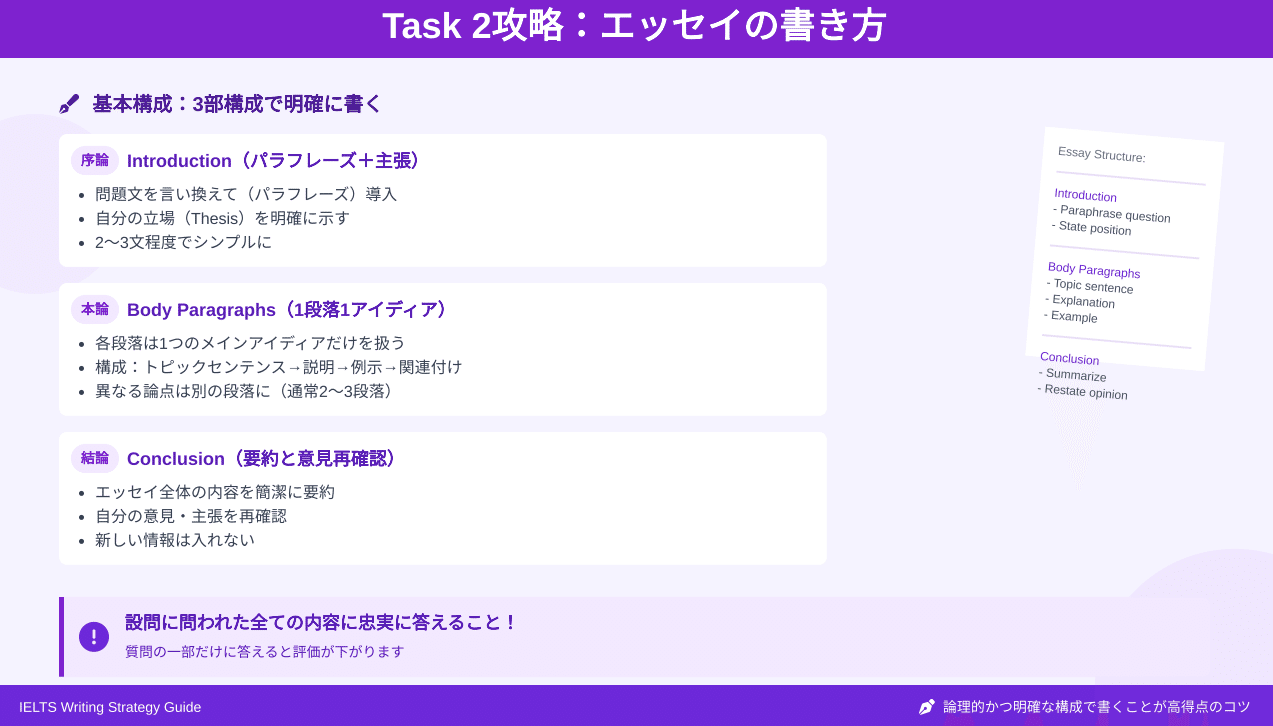 Task 2攻略：エッセイの書き方
基本構成：3部構成で明確に書く
序論 Introduction（パラフレーズ＋主張）
• 問題文を言い換えて（パラフレーズ）導入
• 自分の立場（Thesis）を明確に示す
• 2〜3文程度でシンプルに
本論 Body Paragraphs（1段落1アイディア）
• 各段落は1つのメインアイディアだけを扱う
• 構成：トピックセンテンス→説明→例示→関連付け
• 異なる論点は別の段落に（通常2〜3段落）
結論 Conclusion（要約と意見再確認）
• エッセイ全体の内容を簡潔に要約
• 自分の意見・主張を再確認
• 新しい情報は入れない
Essay Structure:
Introduction
- Paraphrase question
- State position
Body Paragraphs
- Topic sentence
- Explanation
- Example
Conclusion
- Summarize
- Restate opinion
設問に問われた全ての内容に忠実に答えること！
質問の一部だけに答えると評価が下がります
IELTS Writing Strategy Guide
論理的かつ明確な構成で書くことが高得点のコツ